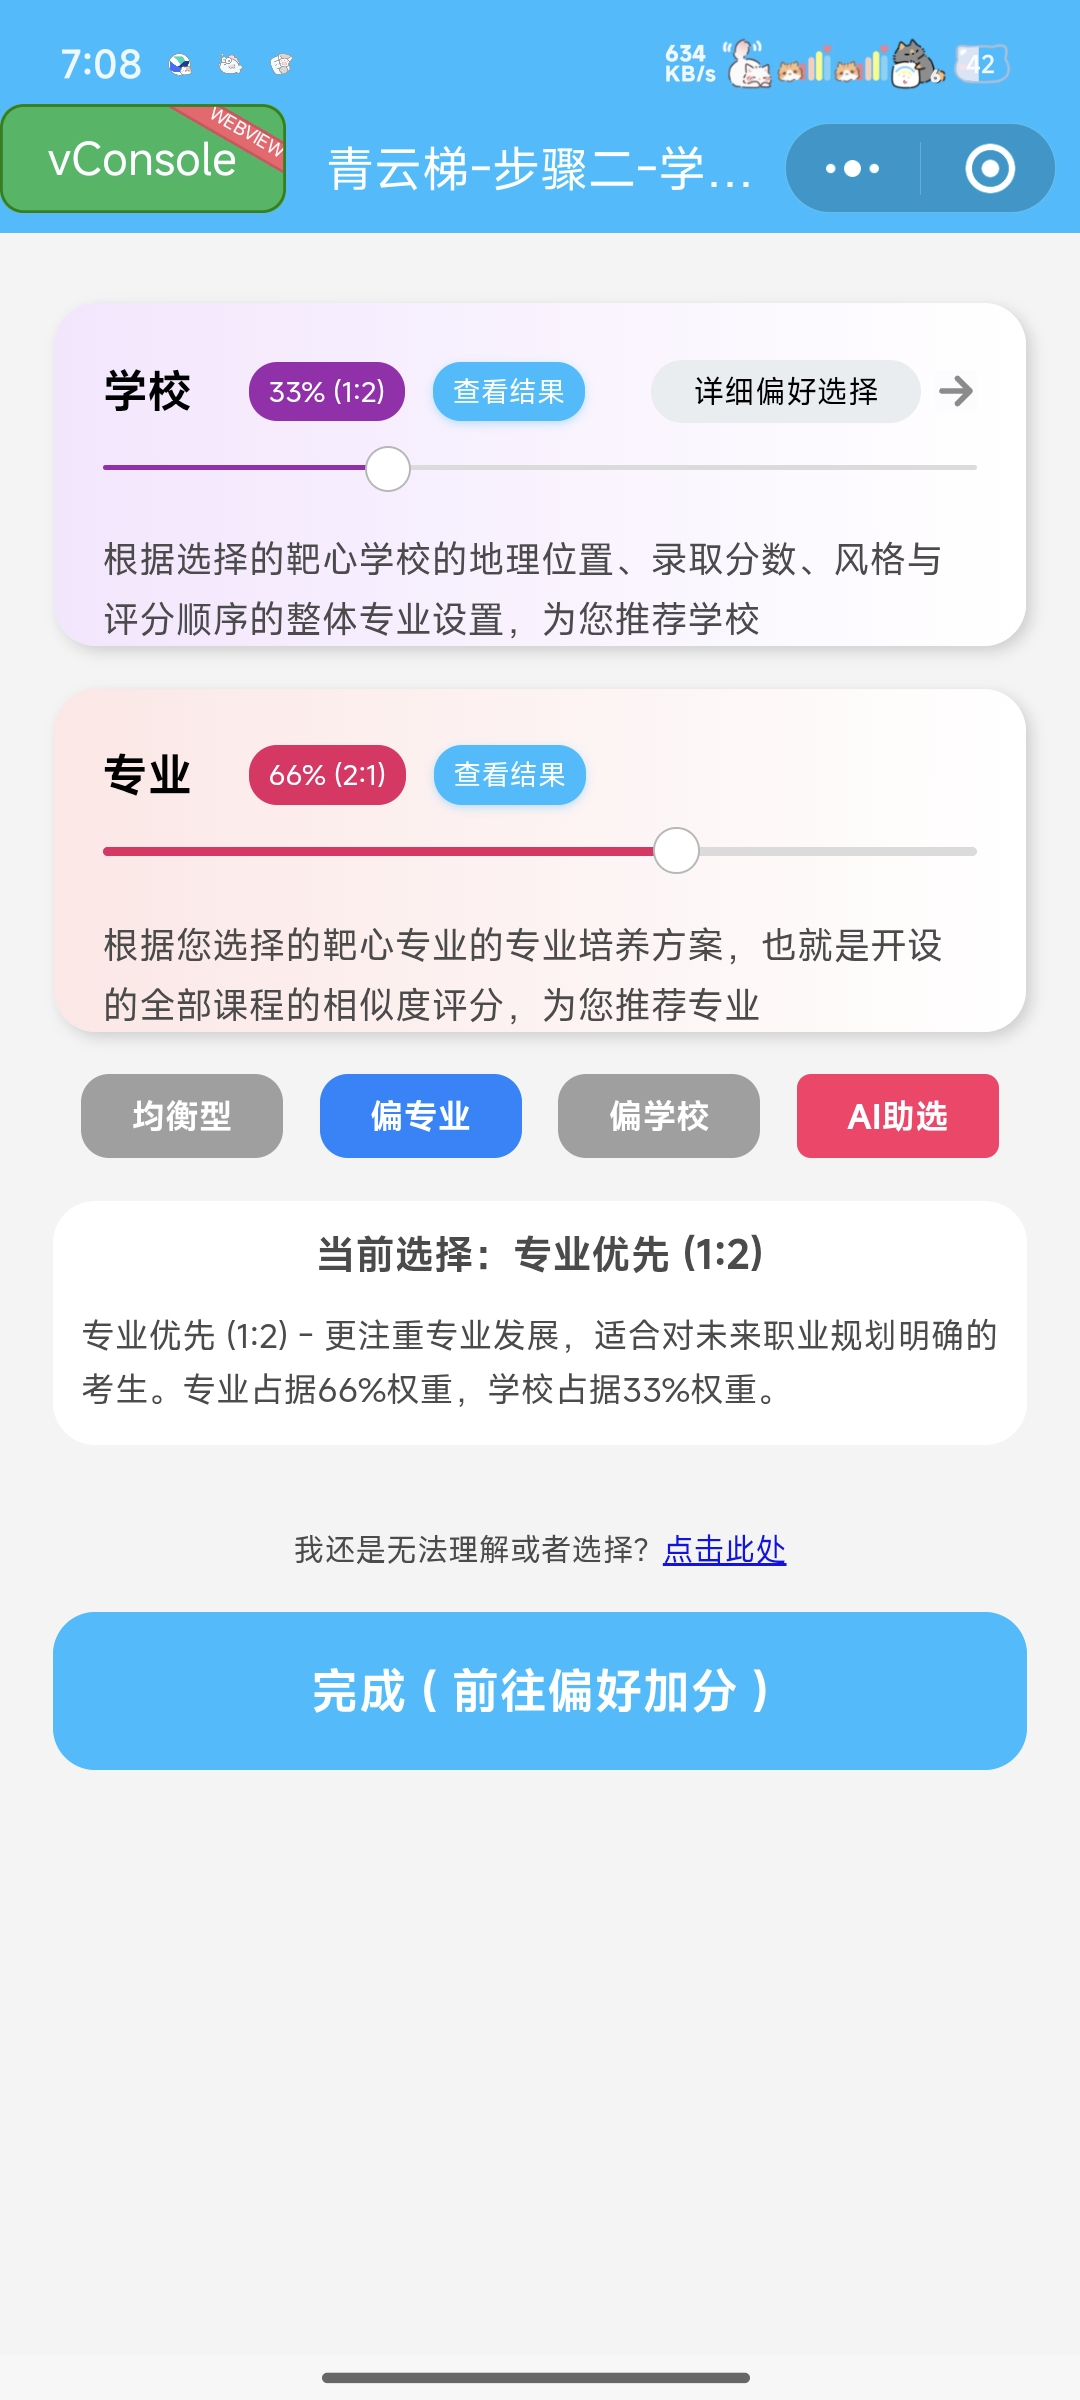 7:08
634
KB/s
42
vConsole
WEBVIEW
青云梯-步骤二-学...
学校
33% (1:2)
查看结果
详细偏好选择
根据选择的靶心学校的地理位置、录取分数、风格与
评分顺序的整体专业设置，为您推荐学校
专业
66% (2:1)
查看结果
根据您选择的靶心专业的专业培养方案，也就是开设
的全部课程的相似度评分，为您推荐专业
均衡型
偏专业
偏学校
AI助选
当前选择：专业优先 (1:2)
专业优先 (1:2) - 更注重专业发展，适合对未来职业规划明确的
考生。专业占据66%权重，学校占据33%权重。
我还是无法理解或者选择？点击此处
完成（前往偏好加分）